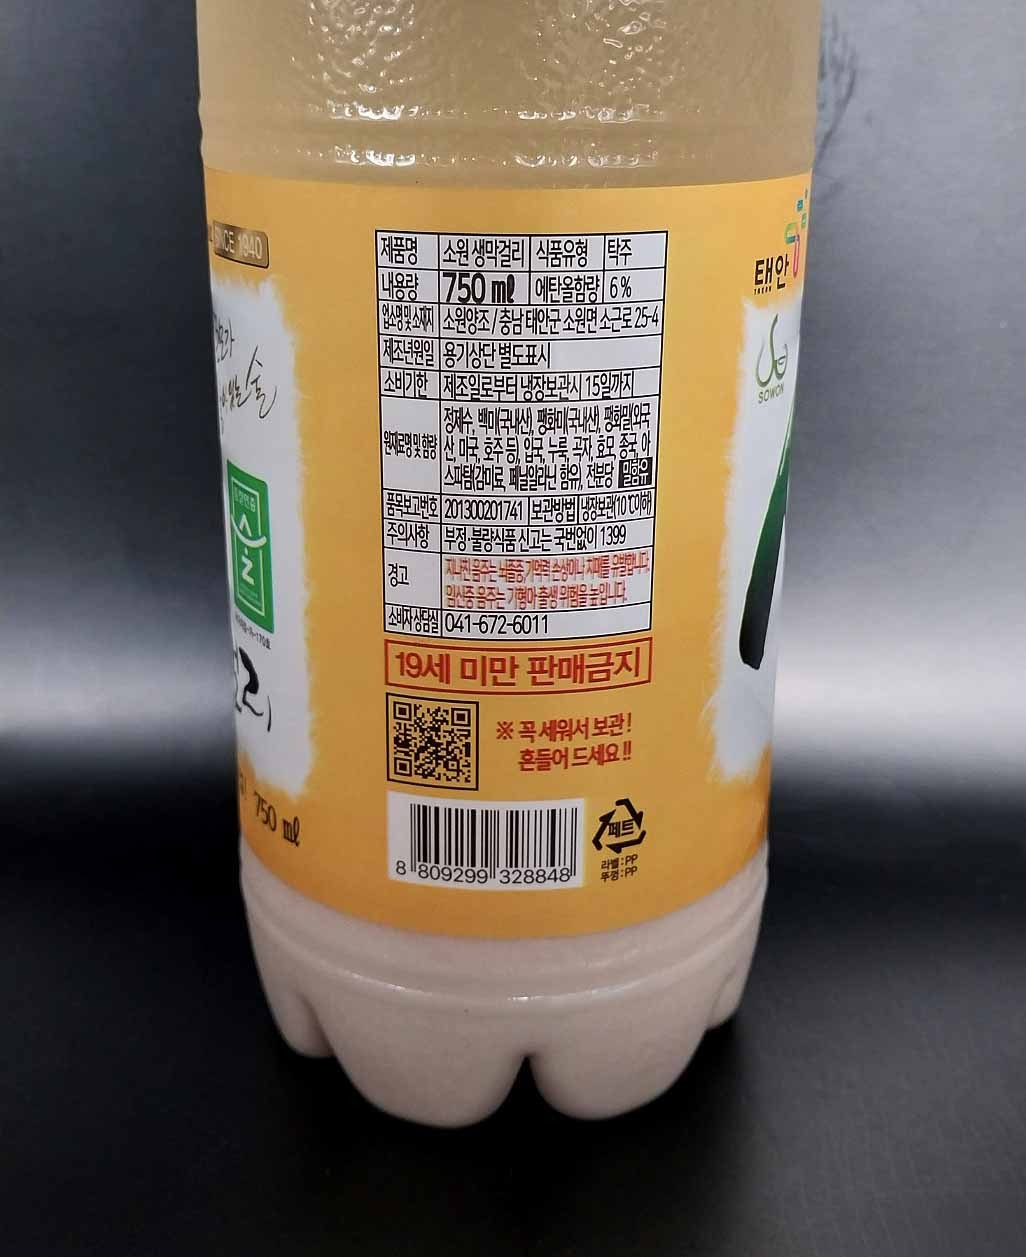 SINCE 1940
술
750 ml
제품명 소원 생막걸리 식품유형 탁주
내용량 750 ml 에탄올함량 6 %
업소명 및 소재지 소원양조 / 충남 태안군 소원면 소근로 25-4
제조년원일 용기상단 별도표시
소비기한 제조일로부터 냉장보관시 15일까지
원재료명 및 함량
정제수, 백미(국내산), 팽화미(국내산), 팽화밀(외국
산, 미국, 호주 등), 입국, 누룩, 곡자, 효모, 종국, 아
스파탐(감미료, 페닐알라닌 함유), 전분당 밀함유
품목보고번호 201300201741 보관방법 냉장보관(10℃이하)
주의사항 부정·불량식품 신고는 국번없이 1399
경고
지나친 음주는 뇌졸중, 기억력 손상이나 치매를 유발합니다.
임신중 음주는 기형아 출생 위험을 높입니다.
소비자 상담실 041-672-6011
19세 미만 판매금지
※ 꼭 세워서 보관 !
흔들어 드세요 !!
8 809299 328848
페트
라벨 : PP
뚜껑 : PP
태안
SOWON